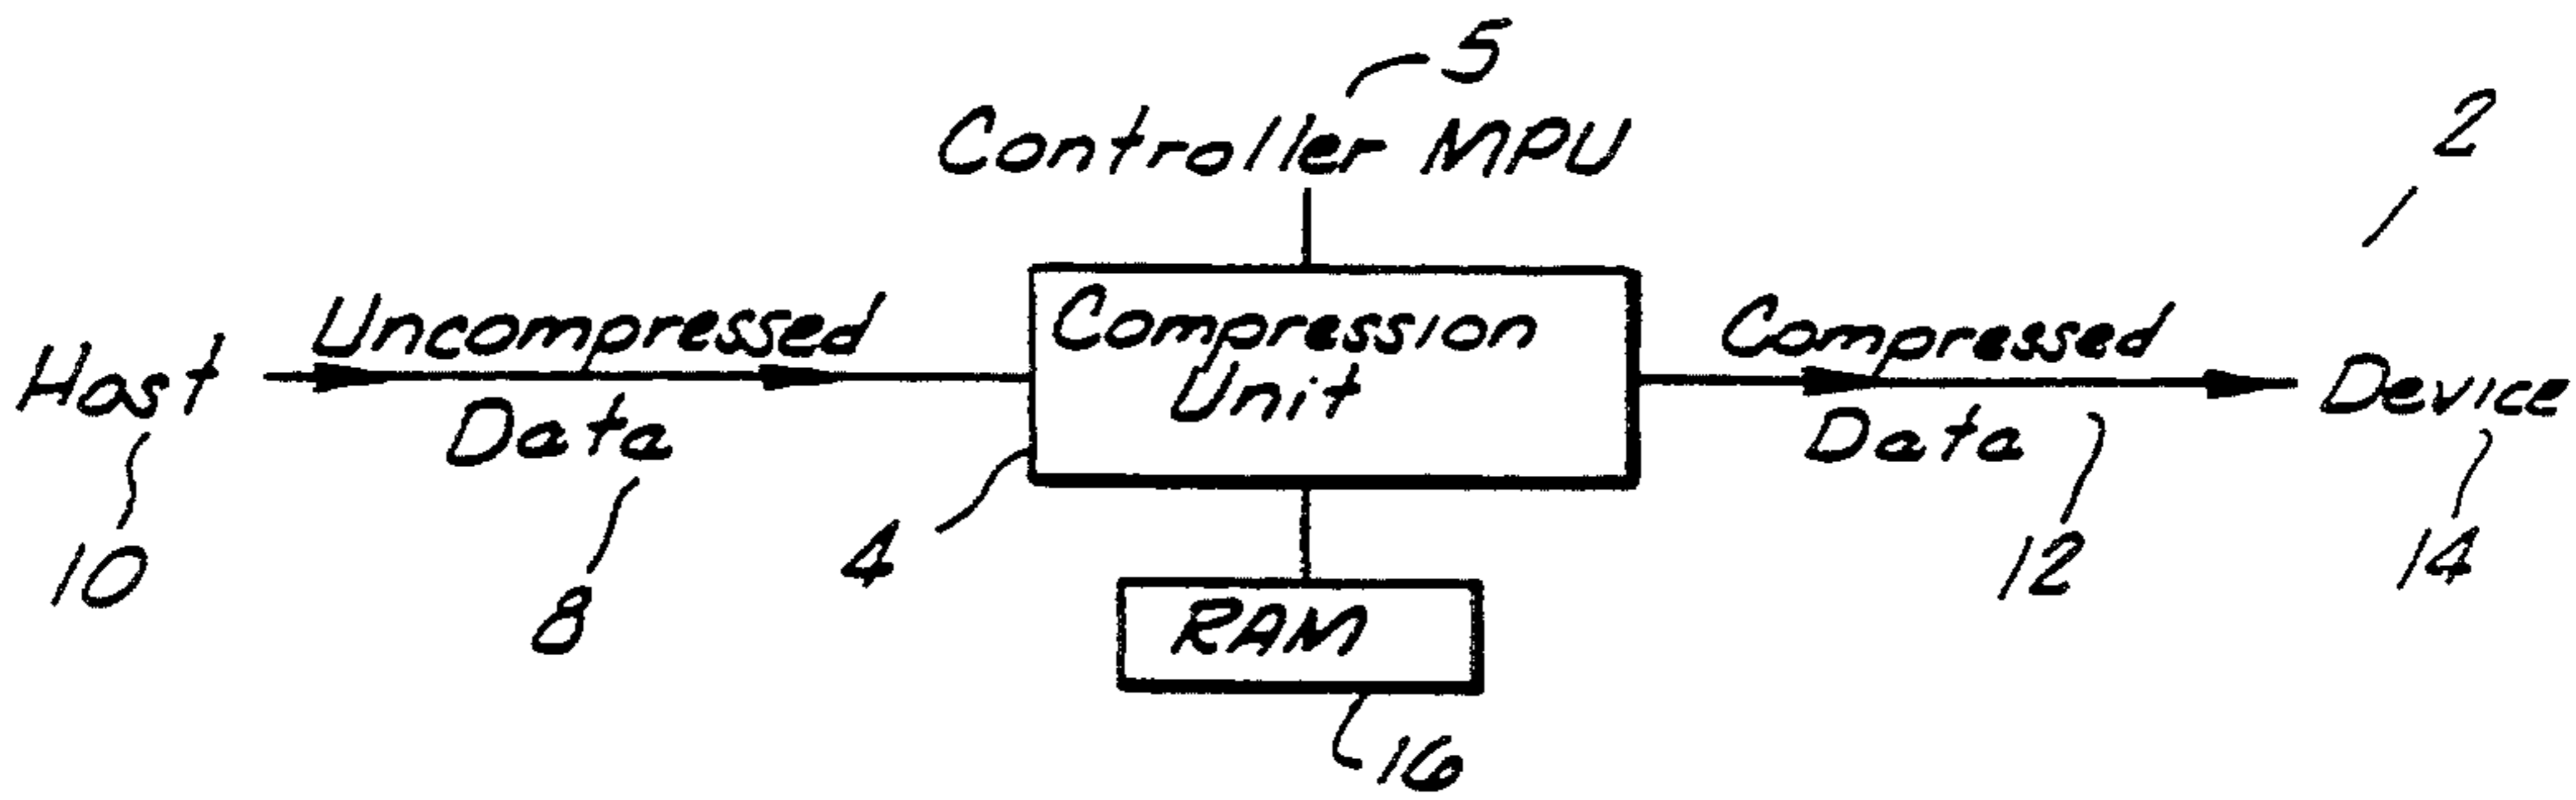 5
Controller MPU
2
Host
Uncompressed
Data
Compression
Unit
Compressed
Data
Device
10
8
4
12
14
RAM
16